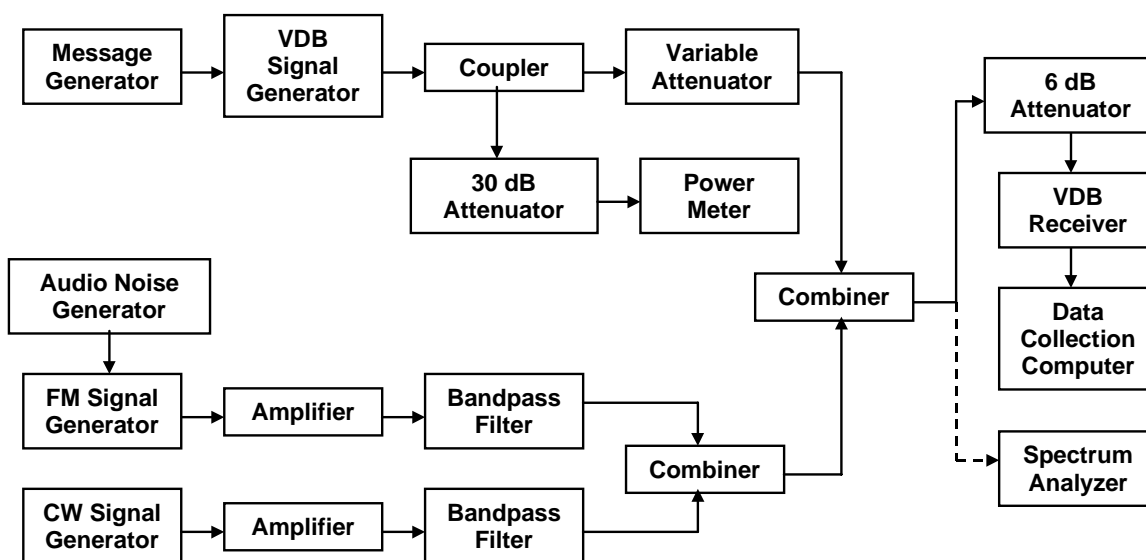 Message
Generator
VDB
Signal
Generator
Coupler
Variable
Attenuator
6 dB
Attenuator
30 dB
Attenuator
Power
Meter
VDB
Receiver
Audio Noise
Generator
Combiner
Data
Collection
Computer
FM Signal
Generator
Amplifier
Bandpass
Filter
Combiner
Spectrum
Analyzer
CW Signal
Generator
Amplifier
Bandpass
Filter